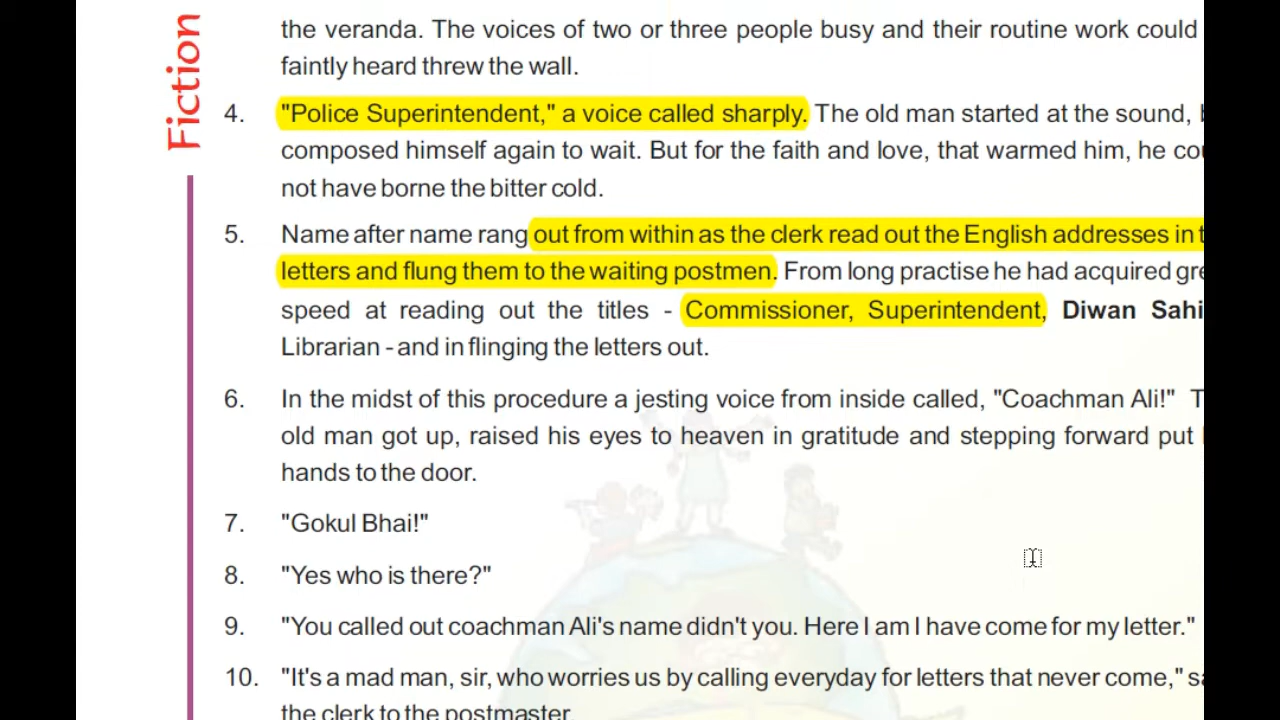 Fiction
the veranda. The voices of two or three people busy and their routine work could
faintly heard threw the wall.
4. "Police Superintendent," a voice called sharply. The old man started at the sound,
composed himself again to wait. But for the faith and love, that warmed him, he
not have borne the bitter cold.
5. Name after name rang out from within as the clerk read out the English addresses in
letters and flung them to the waiting postmen. From long practise he had acquired
speed at reading out the titles - Commissioner, Superintendent, Diwan
Librarian - and in flinging the letters out.
6. In the midst of this procedure a jesting voice from inside called, "Coachman Ali!"
old man got up, raised his eyes to heaven in gratitude and stepping forward put
hands to the door.
7. "Gokul Bhai!"
8. "Yes who is there?"
9. "You called out coachman Ali's name didn't you. Here I am I have come for my letter."
10. "It's a mad man, sir, who worries us by calling everyday for letters that never come,"
the clerk to the postmaster.